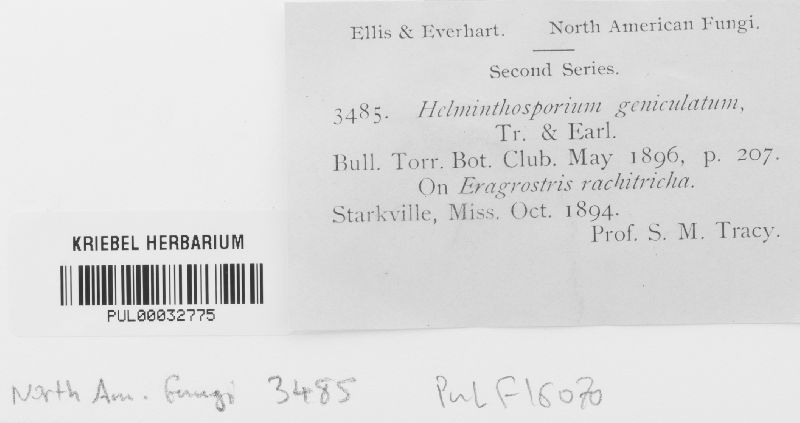 Ellis & Everhart. North American Fungi.
Second Series.
3485. Helminthosporium geniculatum,
Tr. & Earl.
Bull. Torr. Bot. Club. May 1896, p. 207.
On Eragrostris rachitricha.
Starkville, Miss. Oct. 1894.
Prof. S. M. Tracy.
KRIEBEL HERBARIUM
PUL00032775
North Am. Fungi 3485 PUL F16070